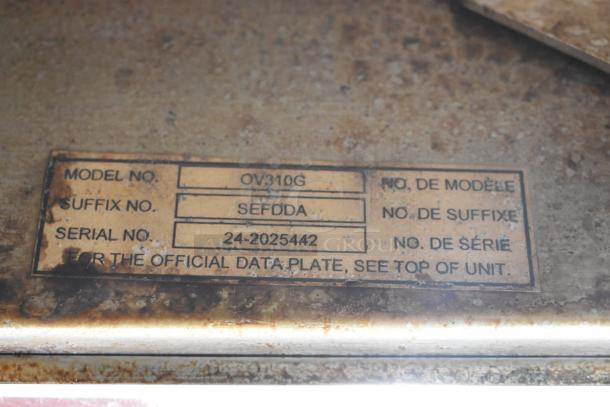 MODEL NO. OV310G NO. DE MODÈLE
SUFFIX NO. SEFDDA NO. DE SUFFIXE
SERIAL NO. 24-2025442 NO. DE SÉRIE
FOR THE OFFICIAL DATA PLATE, SEE TOP OF UNIT.